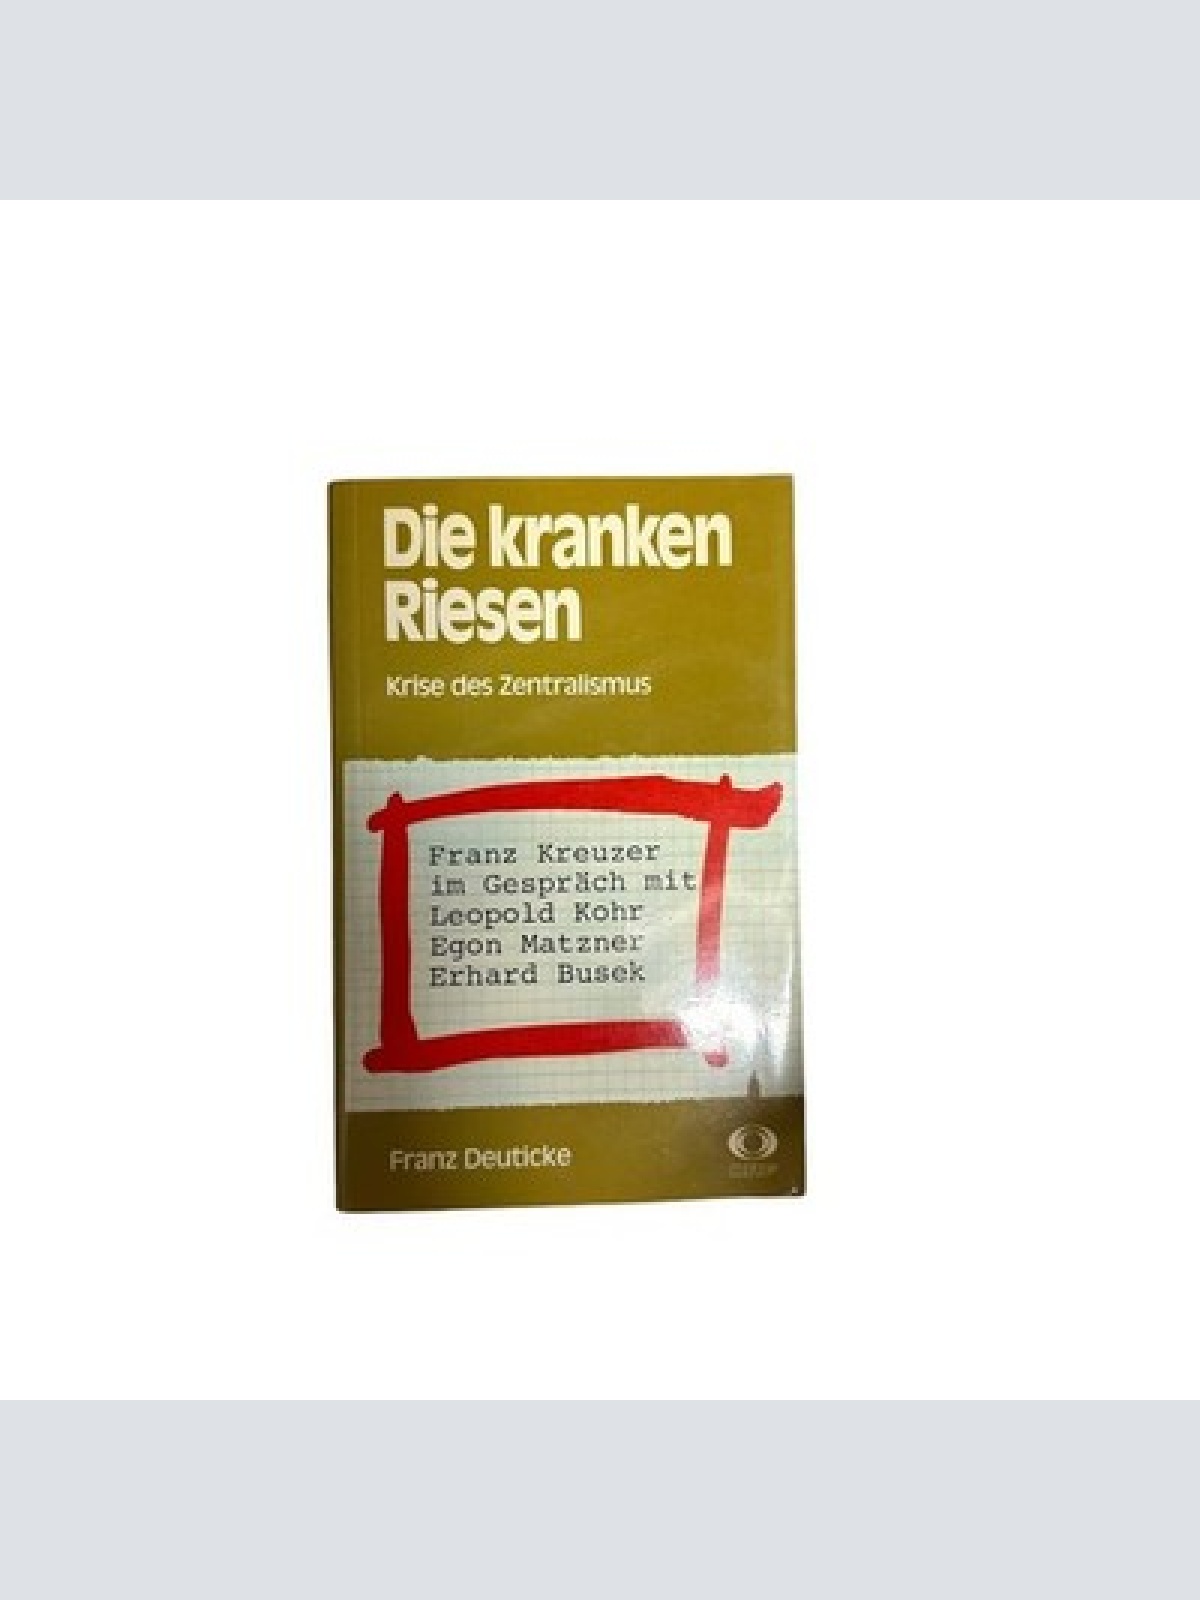 Die kranken
Riesen
Krise des Zentralismus
Franz Kreuzer
im Gespräch mit
Leopold Kohr
Egon Matzner
Erhard Busek
Franz Deuticke